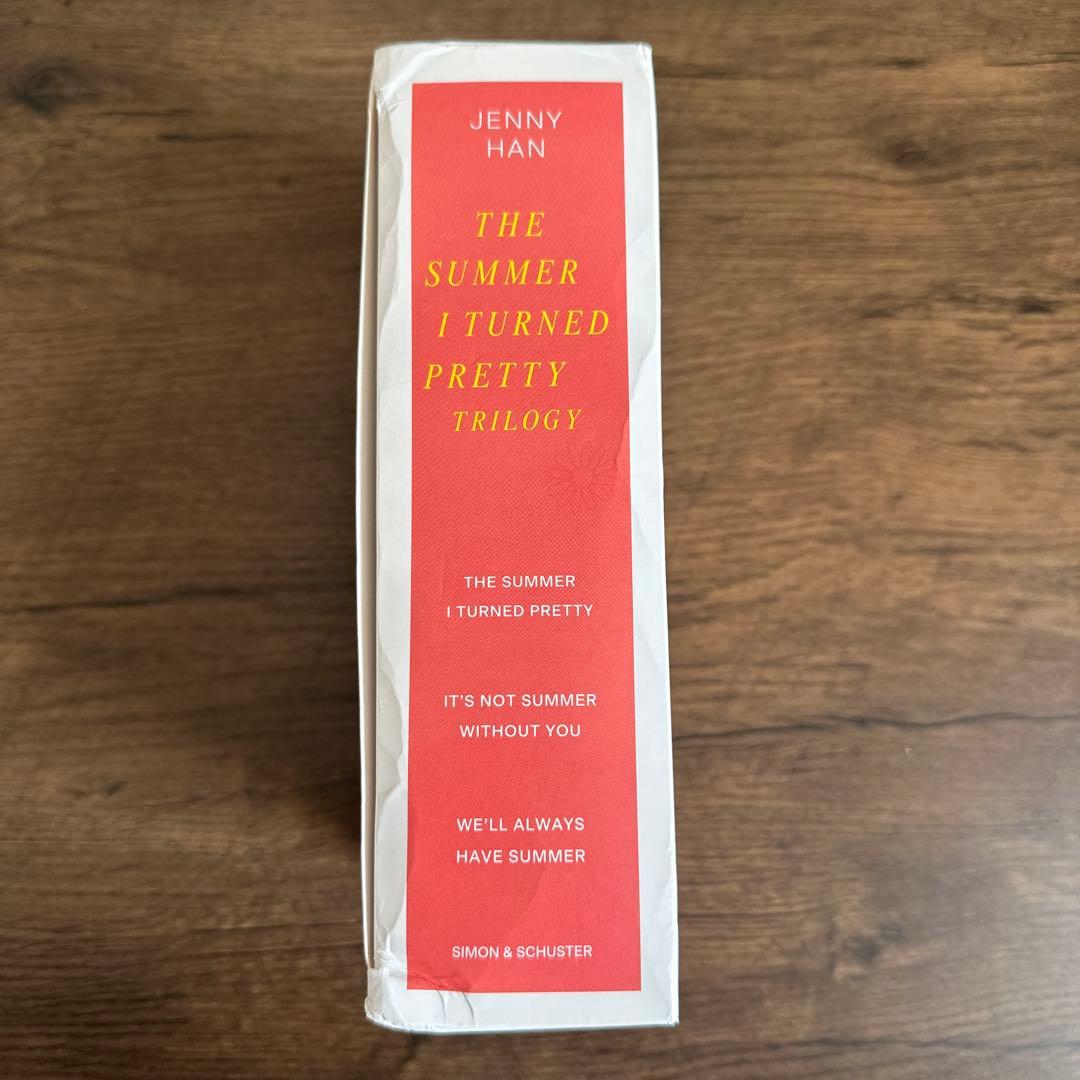 JENNY
HAN
THE
SUMMER
I TURNED
PRETTY
TRILOGY
THE SUMMER
I TURNED PRETTY
IT'S NOT SUMMER
WITHOUT YOU
WE'LL ALWAYS
HAVE SUMMER
SIMON & SCHUSTER